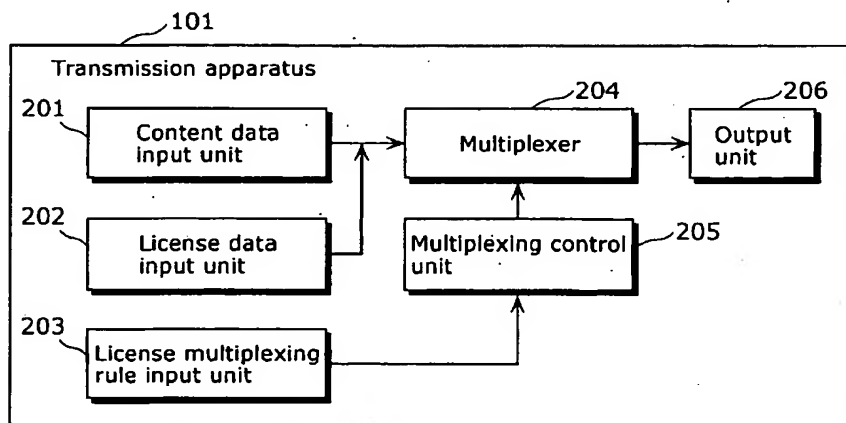 101
Transmission apparatus
201
Content data
input unit
204
Multiplexer
206
Output
unit
202
License data
input unit
Multiplexing control
unit
205
203
License multiplexing
rule input unit